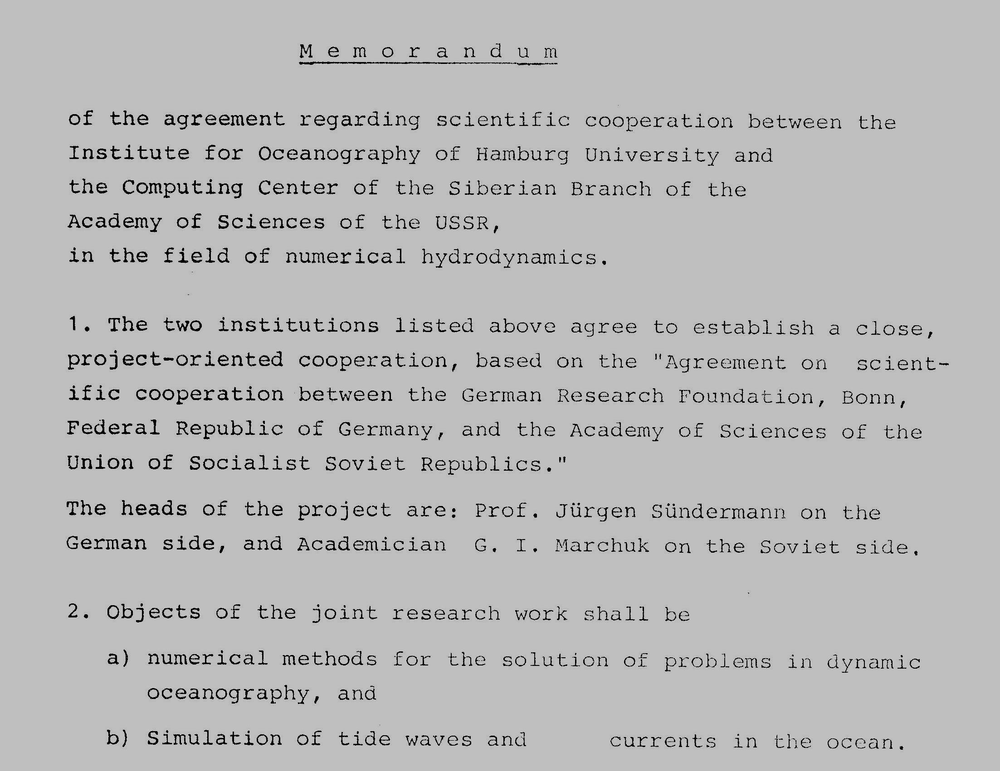 M e m o r a n d u m
of the agreement regarding scientific cooperation between the
Institute for Oceanography of Hamburg University and
the Computing Center of the Siberian Branch of the
Academy of Sciences of the USSR,
in the field of numerical hydrodynamics.
1. The two institutions listed above agree to establish a close,
project-oriented cooperation, based on the "Agreement on scient-
ific cooperation between the German Research Foundation, Bonn,
Federal Republic of Germany, and the Academy of Sciences of the
Union of Socialist Soviet Republics."
The heads of the project are: Prof. Jürgen Sündermann on the
German side, and Academician G. I. Marchuk on the Soviet side.
2. Objects of the joint research work shall be
a) numerical methods for the solution of problems in dynamic
oceanography, and
b) Simulation of tide waves and currents in the ocean.